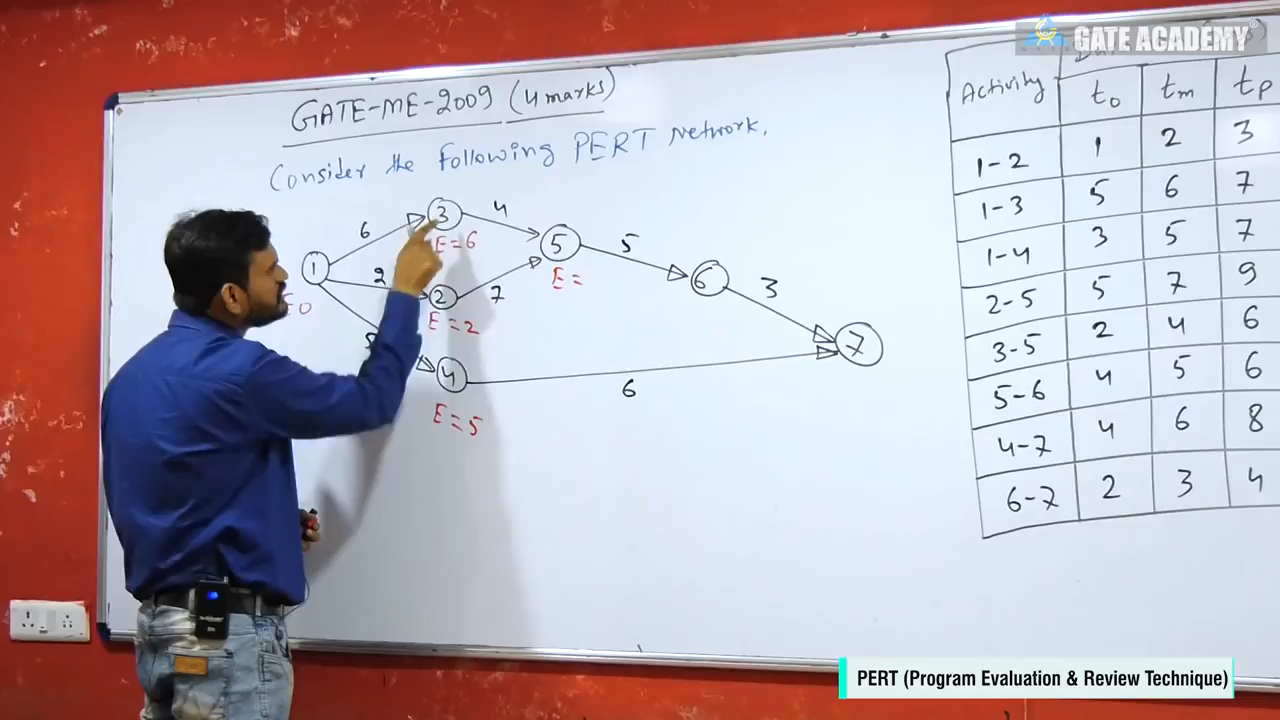 GATE ACADEMY
GATE-ME-2009 (4 marks)
Consider the Following PERT Network.
1
6
3
E=6
4
5
E=
5
6
3
7
2
2
E=2
7
E0
5
4
E=5
6
Activity to tm tp
1-2 1 2 3
1-3 5 6 7
1-4 3 5 7
2-5 5 7 9
3-5 2 4 6
5-6 4 5 6
4-7 4 6 8
6-7 2 3 4
PERT (Program Evaluation & Review Technique)